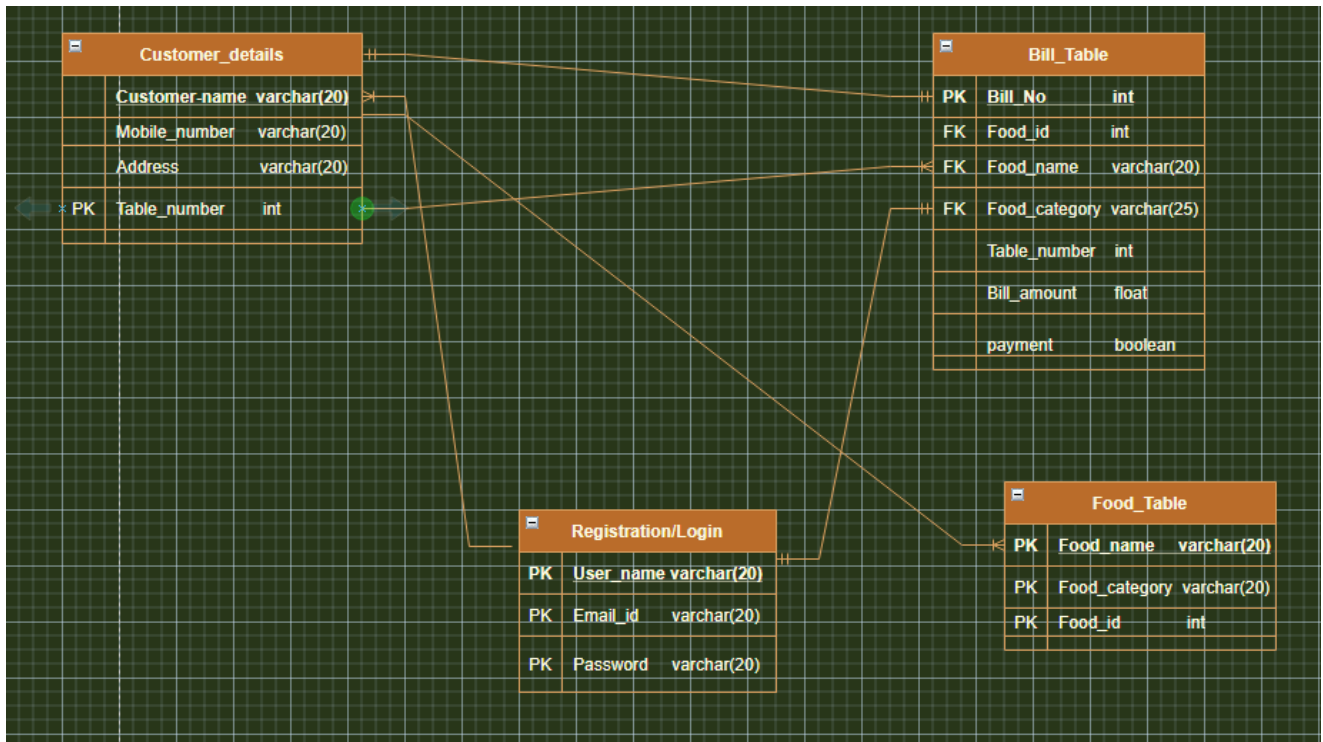 Customer_details
Customer-name varchar(20)
Mobile_number varchar(20)
Address varchar(20)
PK Table_number int
Bill_Table
PK Bill_No int
FK Food_id int
FK Food_name varchar(20)
FK Food_category varchar(25)
Table_number int
Bill_amount float
payment boolean
Registration/Login
PK User_name varchar(20)
PK Email_id varchar(20)
PK Password varchar(20)
Food_Table
PK Food_name varchar(20)
PK Food_category varchar(20)
PK Food_id int